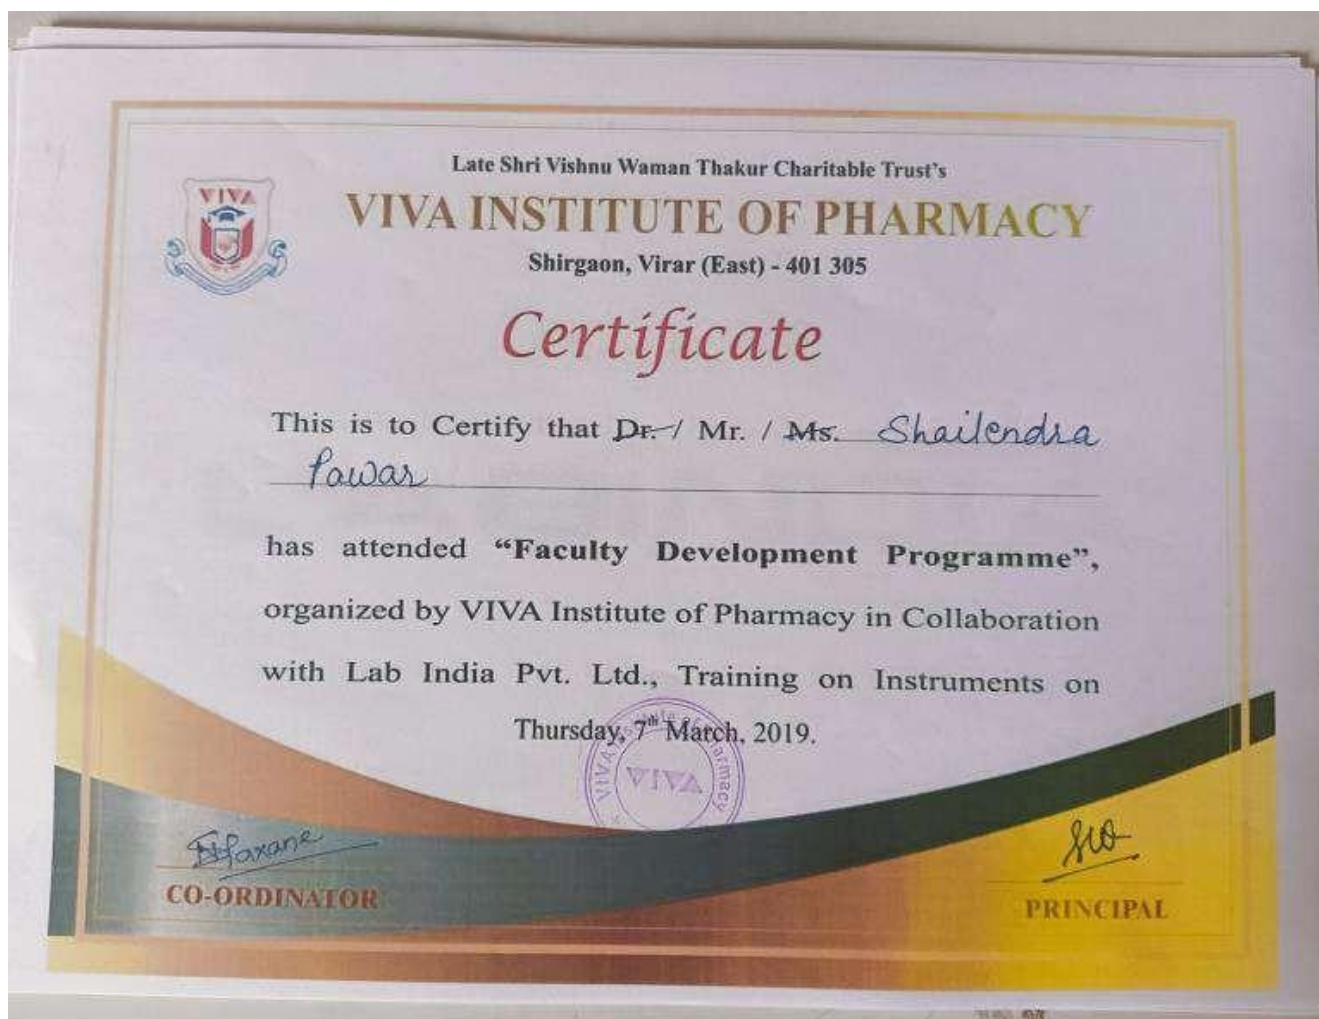 Late Shri Vishnu Waman Thakur Charitable Trust's
VIVA
VIVA INSTITUTE OF PHARMACY
Shirgaon, Virar (East) - 401 305
Certificate
This is to Certify that Dr. / Mr. / Ms. Shailendra
Pawar
has attended “Faculty Development Programme”,
organized by VIVA Institute of Pharmacy in Collaboration
with Lab India Pvt. Ltd., Training on Instruments on
Thursday, 7th March, 2019.
VIVA
CO-ORDINATOR
PRINCIPAL